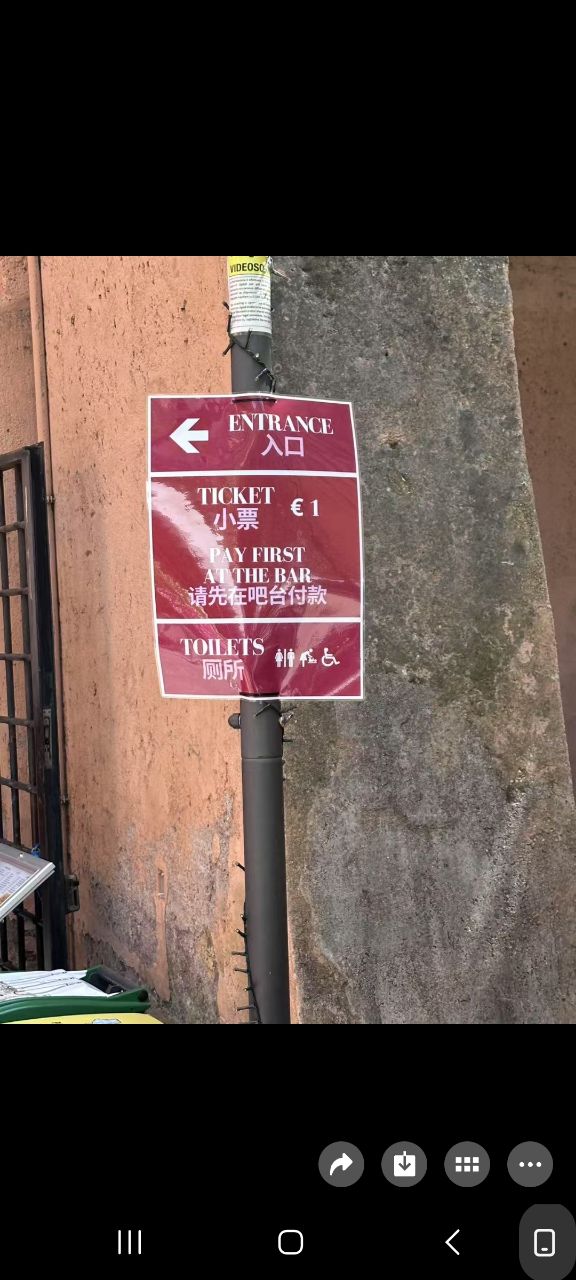 VIDEOSO
ENTRANCE
入口
TICKET € 1
小票
PAY FIRST
AT THE BAR
请先在吧台付款
TOILETS
厕所